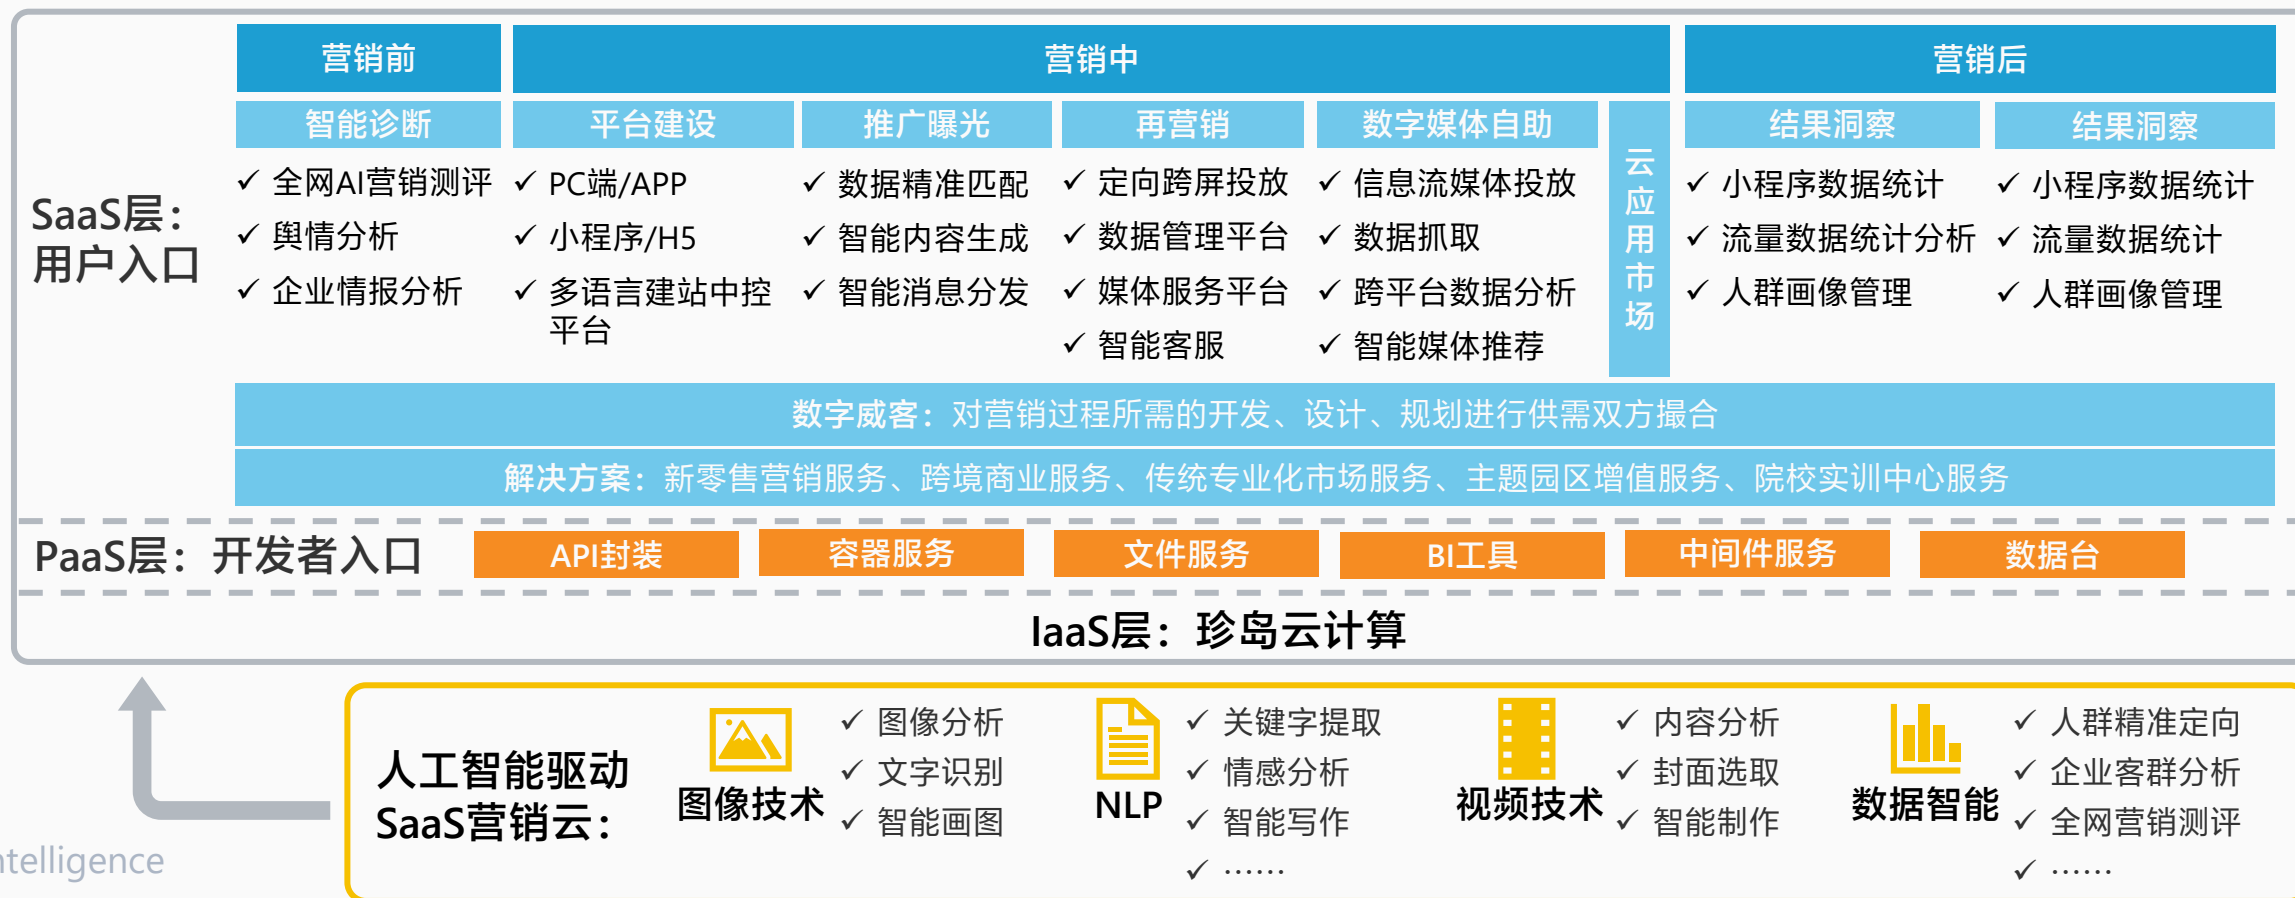 营销前
营销中
营销后
智能诊断
平台建设
推广曝光
再营销
数字媒体自助
云应用市场
结果洞察
结果洞察
SaaS层：
用户入口
✓ 全网AI营销测评
✓ 舆情分析
✓ 企业情报分析
✓ PC端/APP
✓ 小程序/H5
✓ 多语言建站中控
平台
✓ 数据精准匹配
✓ 智能内容生成
✓ 智能消息分发
✓ 定向跨屏投放
✓ 数据管理平台
✓ 媒体服务平台
✓ 智能客服
✓ 信息流媒体投放
✓ 数据抓取
✓ 跨平台数据分析
✓ 智能媒体推荐
✓ 小程序数据统计
✓ 流量数据统计分析
✓ 人群画像管理
✓ 小程序数据统计
✓ 流量数据统计
✓ 人群画像管理
数字威客：对营销过程所需的开发、设计、规划进行供需双方撮合
解决方案：新零售营销服务、跨境商业服务、传统专业化市场服务、主题园区增值服务、院校实训中心服务
PaaS层：开发者入口
API封装
容器服务
文件服务
BI工具
中间件服务
数据台
IaaS层：珍岛云计算
人工智能驱动
SaaS营销云：
图像技术
✓ 图像分析
✓ 文字识别
✓ 智能画图
NLP
✓ 关键字提取
✓ 情感分析
✓ 智能写作
✓ ……
视频技术
✓ 内容分析
✓ 封面选取
✓ 智能制作
数据智能
✓ 人群精准定向
✓ 企业客群分析
✓ 全网营销测评
✓ ……
ntelligence